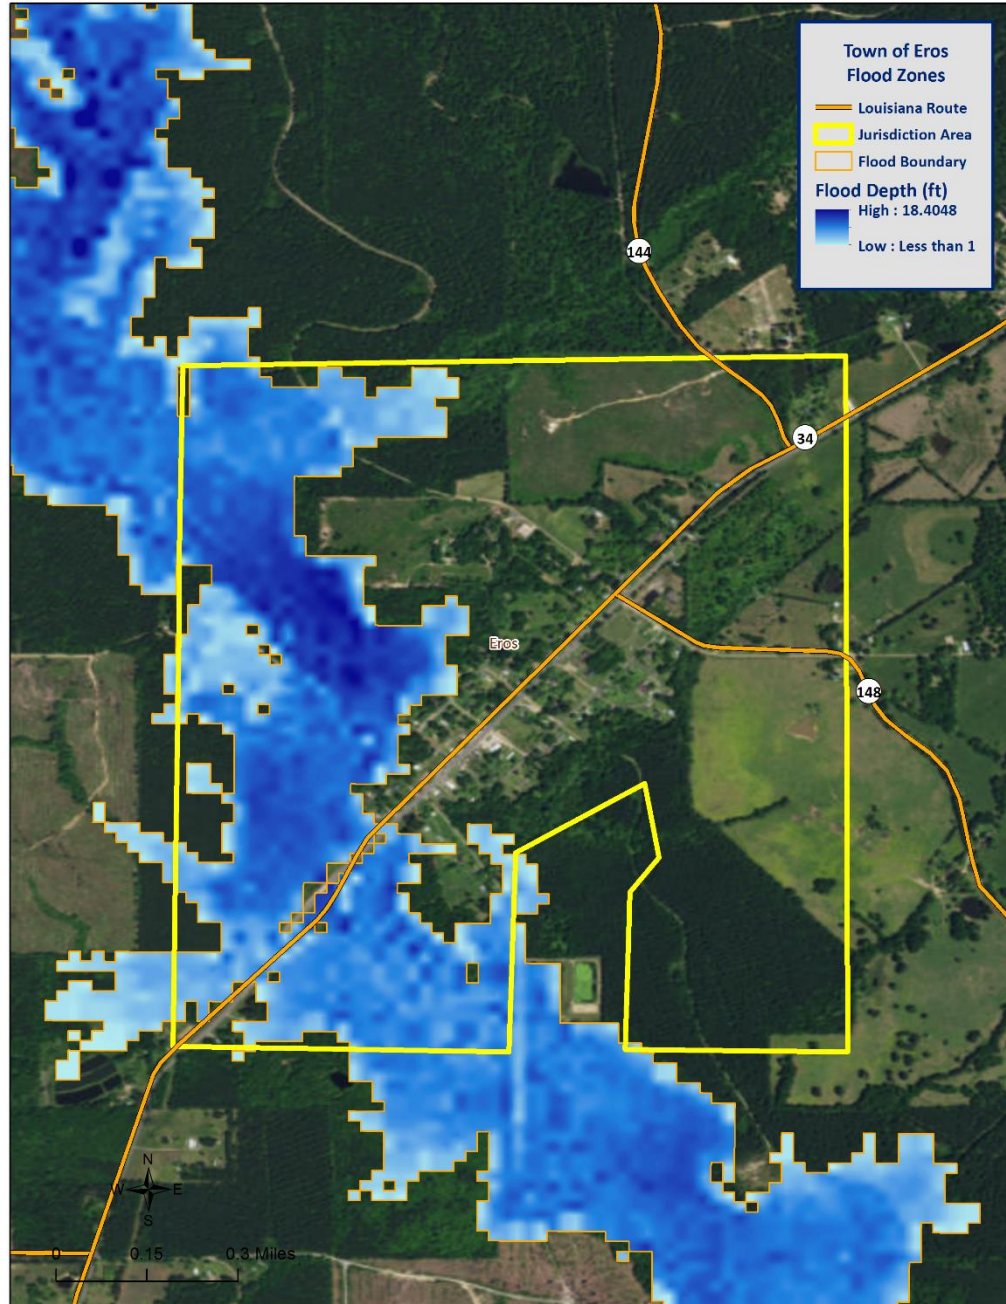 Town of Eros
Flood Zones
Louisiana Route
Jurisdiction Area
Flood Boundary
Flood Depth (ft)
High : 18.4048
Low : Less than 1
144
34
Eros
148
N
W E
S
0 0.15 0.3 Miles